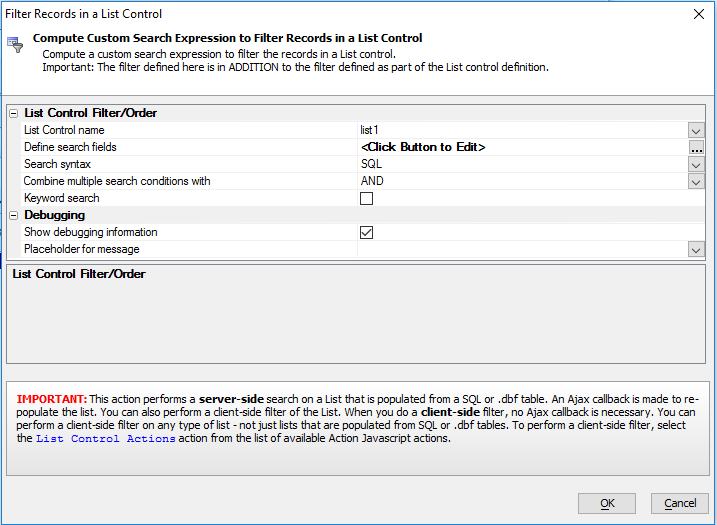 Filter Records in a List Control
Compute Custom Search Expression to Filter Records in a List Control
Compute a custom search expression to filter the records in a List control.
Important: The filter defined here is in ADDITION to the filter defined as part of the List control definition.
List Control Filter/Order
List Control name list1
Define search fields <Click Button to Edit> ...
Search syntax SQL
Combine multiple search conditions with AND
Keyword search
Debugging
Show debugging information
Placeholder for message
List Control Filter/Order
IMPORTANT: This action performs a server-side search on a List that is populated from a SQL or .dbf table. An Ajax callback is made to re-
populate the list. You can also perform a client-side filter of the List. When you do a client-side filter, no Ajax callback is necessary. You can
perform a client-side filter on any type of list - not just lists that are populated from SQL or .dbf tables. To perform a client-side filter, select
the List Control Actions action from the list of available Action Javascript actions.
OK Cancel